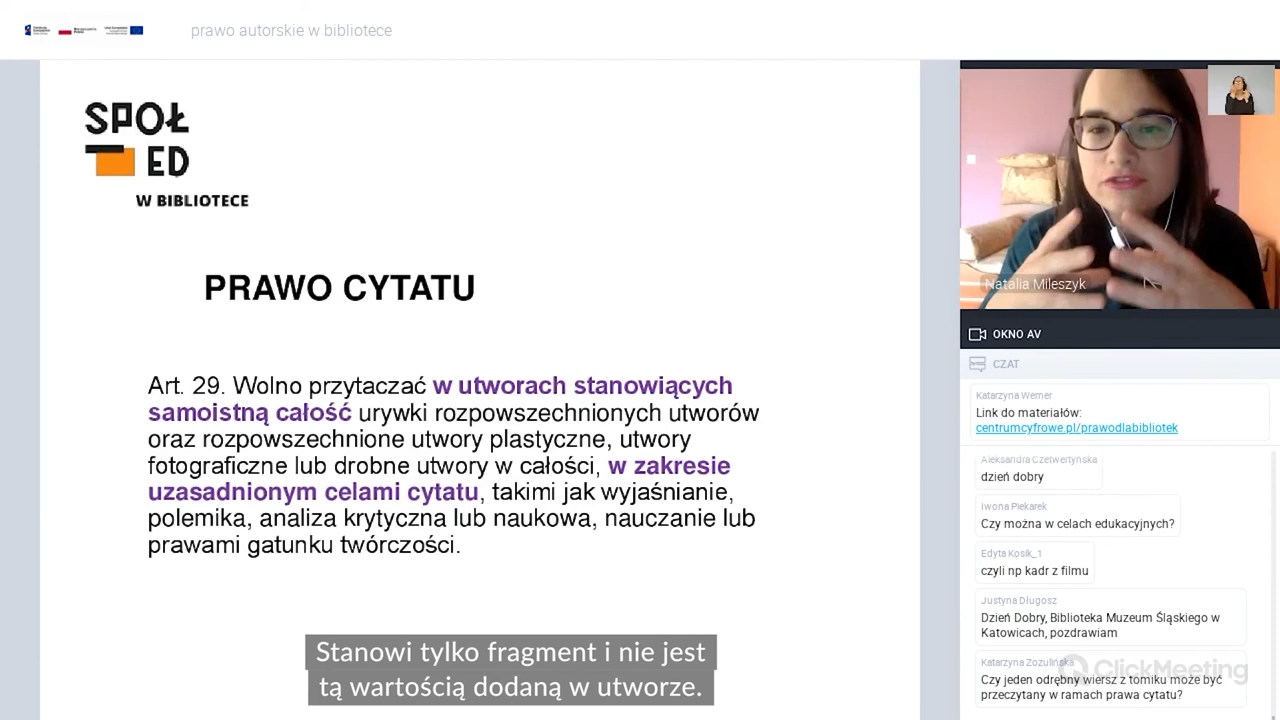 prawo autorskie w bibliotece
SPOŁ
ED
W BIBLIOTECE
PRAWO CYTATU
Art. 29. Wolno przytaczać w utworach stanowiących
samoistną całość urywki rozpowszechnionych utworów
oraz rozpowszechnione utwory plastyczne, utwory
fotograficzne lub drobne utwory w całości, w zakresie
uzasadnionym celami cytatu, takimi jak wyjaśnianie,
polemika, analiza krytyczna lub naukowa, nauczanie lub
prawami gatunku twórczości.
Stanowi tylko fragment i nie jest
tą wartością dodaną w utworze.
Natalia Mileszyk
OKNO AV
CZAT
Katarzyna Werner
Link do materiałów:
centrumcyfrowe.pl/prawodlabibliotek
Aleksandra Czetwertyńska
dzień dobry
Iwona Piekarek
Czy można w celach edukacyjnych?
Edyta Kosik_1
czyli np kadr z filmu
Justyna Długosz
Dzień Dobry, Biblioteka Muzeum Śląskiego w
Katowicach, pozdrawiam
Katarzyna Zozulińska
Czy jeden odrębny wiersz z tomiku może być
przeczytany w ramach prawa cytatu?
ClickMeeting